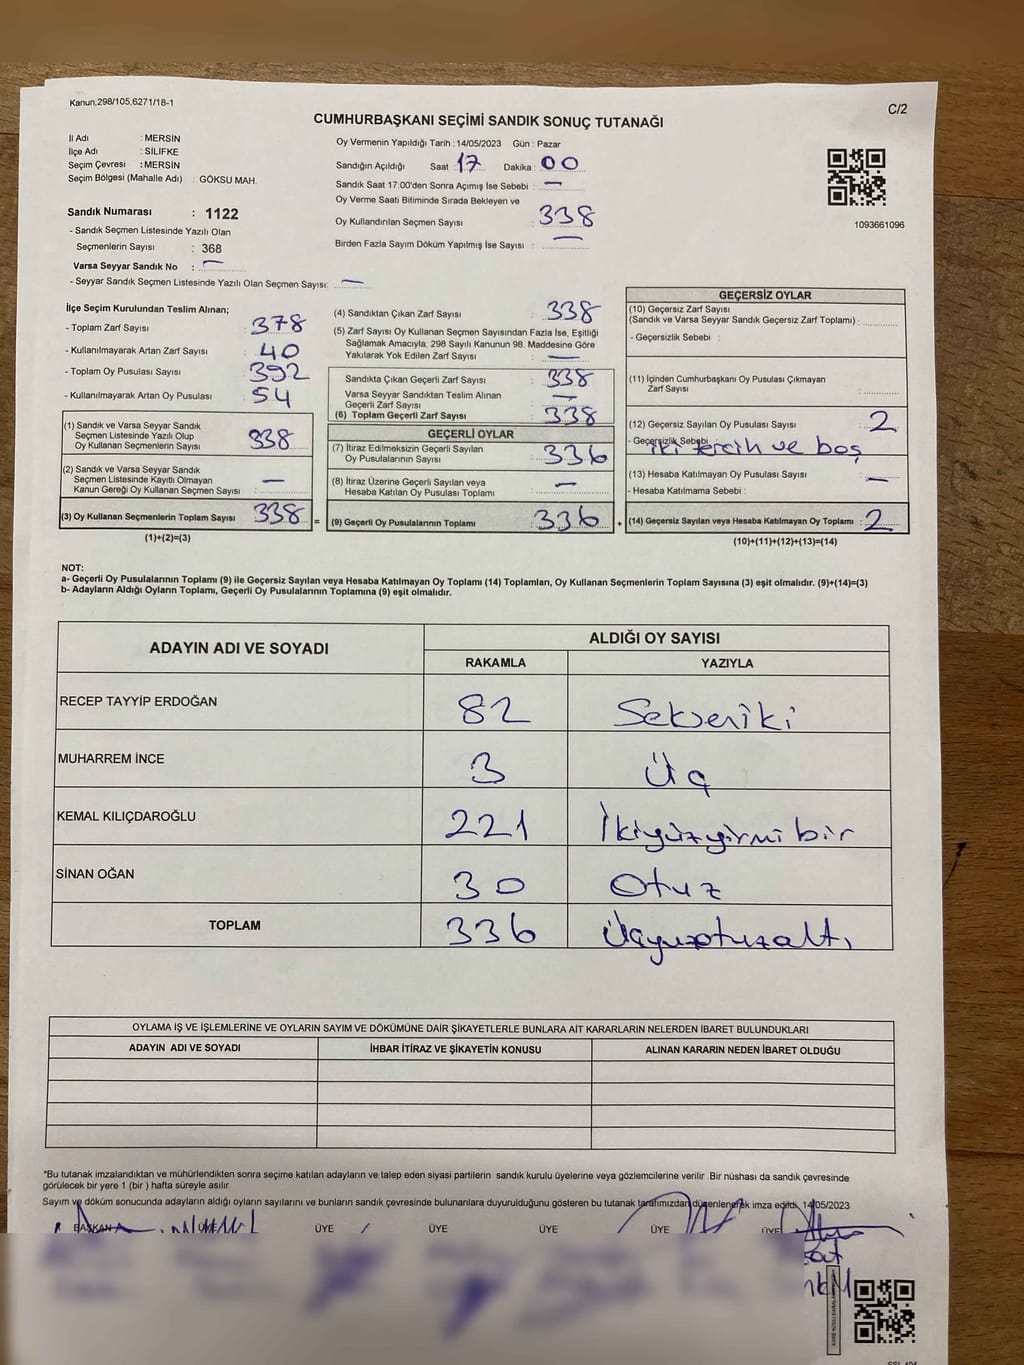 Kanun;298/105,6271/18-1
C/2
CUMHURBAŞKANI SEÇİMİ SANDIK SONUÇ TUTANAĞI
İl Adı : MERSİN
İlçe Adı : SİLİFKE
Seçim Çevresi : MERSİN
Seçim Bölgesi (Mahalle Adı) : GÖKSU MAH.
Sandık Numarası : 1122
- Sandık Seçmen Listesinde Yazılı Olan
Seçmenlerin Sayısı : 368
Varsa Seyyar Sandık No : —
- Seyyar Sandık Seçmen Listesinde Yazılı Olan Seçmen Sayısı: —
Oy Vermenin Yapıldığı Tarih : 14/05/2023 Gün : Pazar
Sandığın Açıldığı Saat : 17 Dakika : 00
Sandık Saat 17:00'den Sonra Açımış İse Sebebi : —
Oy Verme Saati Bitiminde Sırada Bekleyen ve
Oy Kullandırılan Seçmen Sayısı : 338
Birden Fazla Sayım Döküm Yapılmış İse Sayısı : —
1093661096
İlçe Seçim Kurulundan Teslim Alınan;
- Toplam Zarf Sayısı : 378
- Kullanılmayarak Artan Zarf Sayısı : 40
- Toplam Oy Pusulası Sayısı : 392
- Kullanılmayarak Artan Oy Pusulası : 54
(1) Sandık ve Varsa Seyyar Sandık
Seçmen Listesinde Yazılı Olup
Oy Kullanan Seçmenlerin Sayısı : 338
(2) Sandık ve Varsa Seyyar Sandık
Seçmen Listesinde Kayıtlı Olmayan
Kanun Gereği Oy Kullanan Seçmen Sayısı : —
(3) Oy Kullanan Seçmenlerin Toplam Sayısı : 338 =
(1)+(2)=(3)
(4) Sandıktan Çıkan Zarf Sayısı : 338
(5) Zarf Sayısı Oy Kullanan Seçmen Sayısından Fazla İse, Eşitliği
Sağlamak Amacıyla; 298 Sayılı Kanunun 98. Maddesine Göre
Yakılarak Yok Edilen Zarf Sayısı : —
Sandıkta Çıkan Geçerli Zarf Sayısı : 338
Varsa Seyyar Sandıktan Teslim Alınan
Geçerli Zarf Sayısı : —
(6) Toplam Geçerli Zarf Sayısı : 338
GEÇERLİ OYLAR
(7) İtiraz Edilmeksizin Geçerli Sayılan
Oy Pusulalarının Sayısı : 336
(8) İtiraz Üzerine Geçerli Sayılan veya
Hesaba Katılan Oy Pusulası Toplamı : —
(9) Geçerli Oy Pusulalarının Toplamı : 336 +
GEÇERSİZ OYLAR
(10) Geçersiz Zarf Sayısı
(Sandık ve Varsa Seyyar Sandık Geçersiz Zarf Toplamı) :
- Geçersizlik Sebebi :
(11) İçinden Cumhurbaşkanı Oy Pusulası Çıkmayan
Zarf Sayısı :
(12) Geçersiz Sayılan Oy Pusulası Sayısı : 2
- Geçersizlik Sebebi : iki tercih ve boş
(13) Hesaba Katılmayan Oy Pusulası Sayısı : —
- Hesaba Katılmama Sebebi :
(14) Geçersiz Sayılan veya Hesaba Katılmayan Oy Toplamı : 2
(10)+(11)+(12)+(13)=(14)
NOT:
a- Geçerli Oy Pusulalarının Toplamı (9) ile Geçersiz Sayılan veya Hesaba Katılmayan Oy Toplamı (14) Toplamları, Oy Kullanan Seçmenlerin Toplam Sayısına (3) eşit olmalıdır. (9)+(14)=(3)
b- Adayların Aldığı Oyların Toplamı, Geçerli Oy Pusulalarının Toplamına (9) eşit olmalıdır.
ADAYIN ADI VE SOYADI ALDIĞI OY SAYISI
RAKAMLA YAZIYLA
RECEP TAYYİP ERDOĞAN 82 Sekseniki
MUHARREM İNCE 3 Üç
KEMAL KILIÇDAROĞLU 221 İkiyüzyirmi bir
SİNAN OĞAN 30 Otuz
TOPLAM 336 Üçyüzotuzaltı
OYLAMA İŞ VE İŞLEMLERİNE VE OYLARIN SAYIM VE DÖKÜMÜNE DAİR ŞİKAYETLERLE BUNLARA AİT KARARLARIN NELERDEN İBARET BULUNDUKLARI
ADAYIN ADI VE SOYADI İHBAR İTİRAZ VE ŞİKAYETİN KONUSU ALINAN KARARIN NEDEN İBARET OLDUĞU
*Bu tutanak imzalandıktan ve mühürlendikten sonra seçime katılan adayların ve talep eden siyasi partilerin sandık kurulu üyelerine veya gözlemcilerine verilir. Bir nüshası da sandık çevresinde
görülecek bir yere 1 (bir ) hafta süreyle asılır.
Sayım ve döküm sonucunda adayların aldığı oyların sayılarını ve bunların sandık çevresinde bulunanlara duyurulduğunu gösteren bu tutanak tarafımızdan düzenlenerek imza edildi. 14/05/2023
BAŞKAN ÜYE ÜYE ÜYE ÜYE ÜYE ÜYE